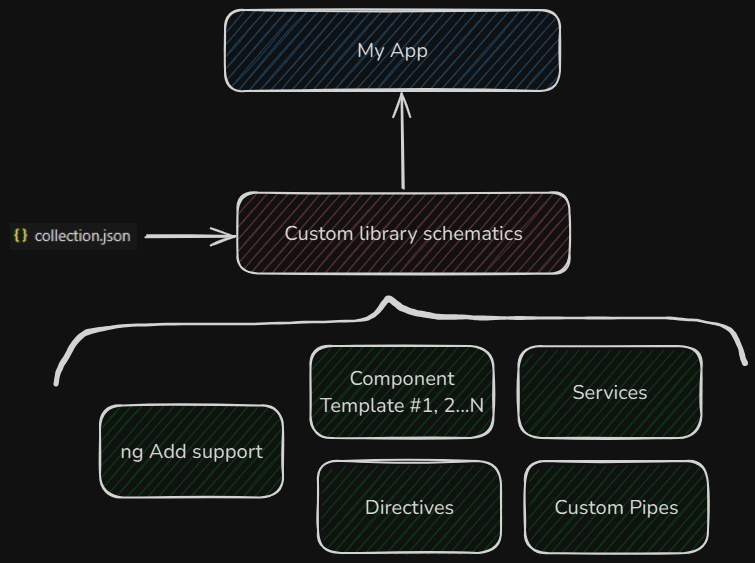 My App
{} collection.json
Custom library schematics
Component
Template #1, 2...N
Services
ng Add support
Directives
Custom Pipes